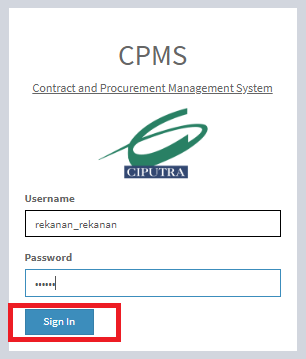 CPMS
Contract and Procurement Management System
CIPUTRA
Username
rekanan_rekanan
Password
••••••
Sign In